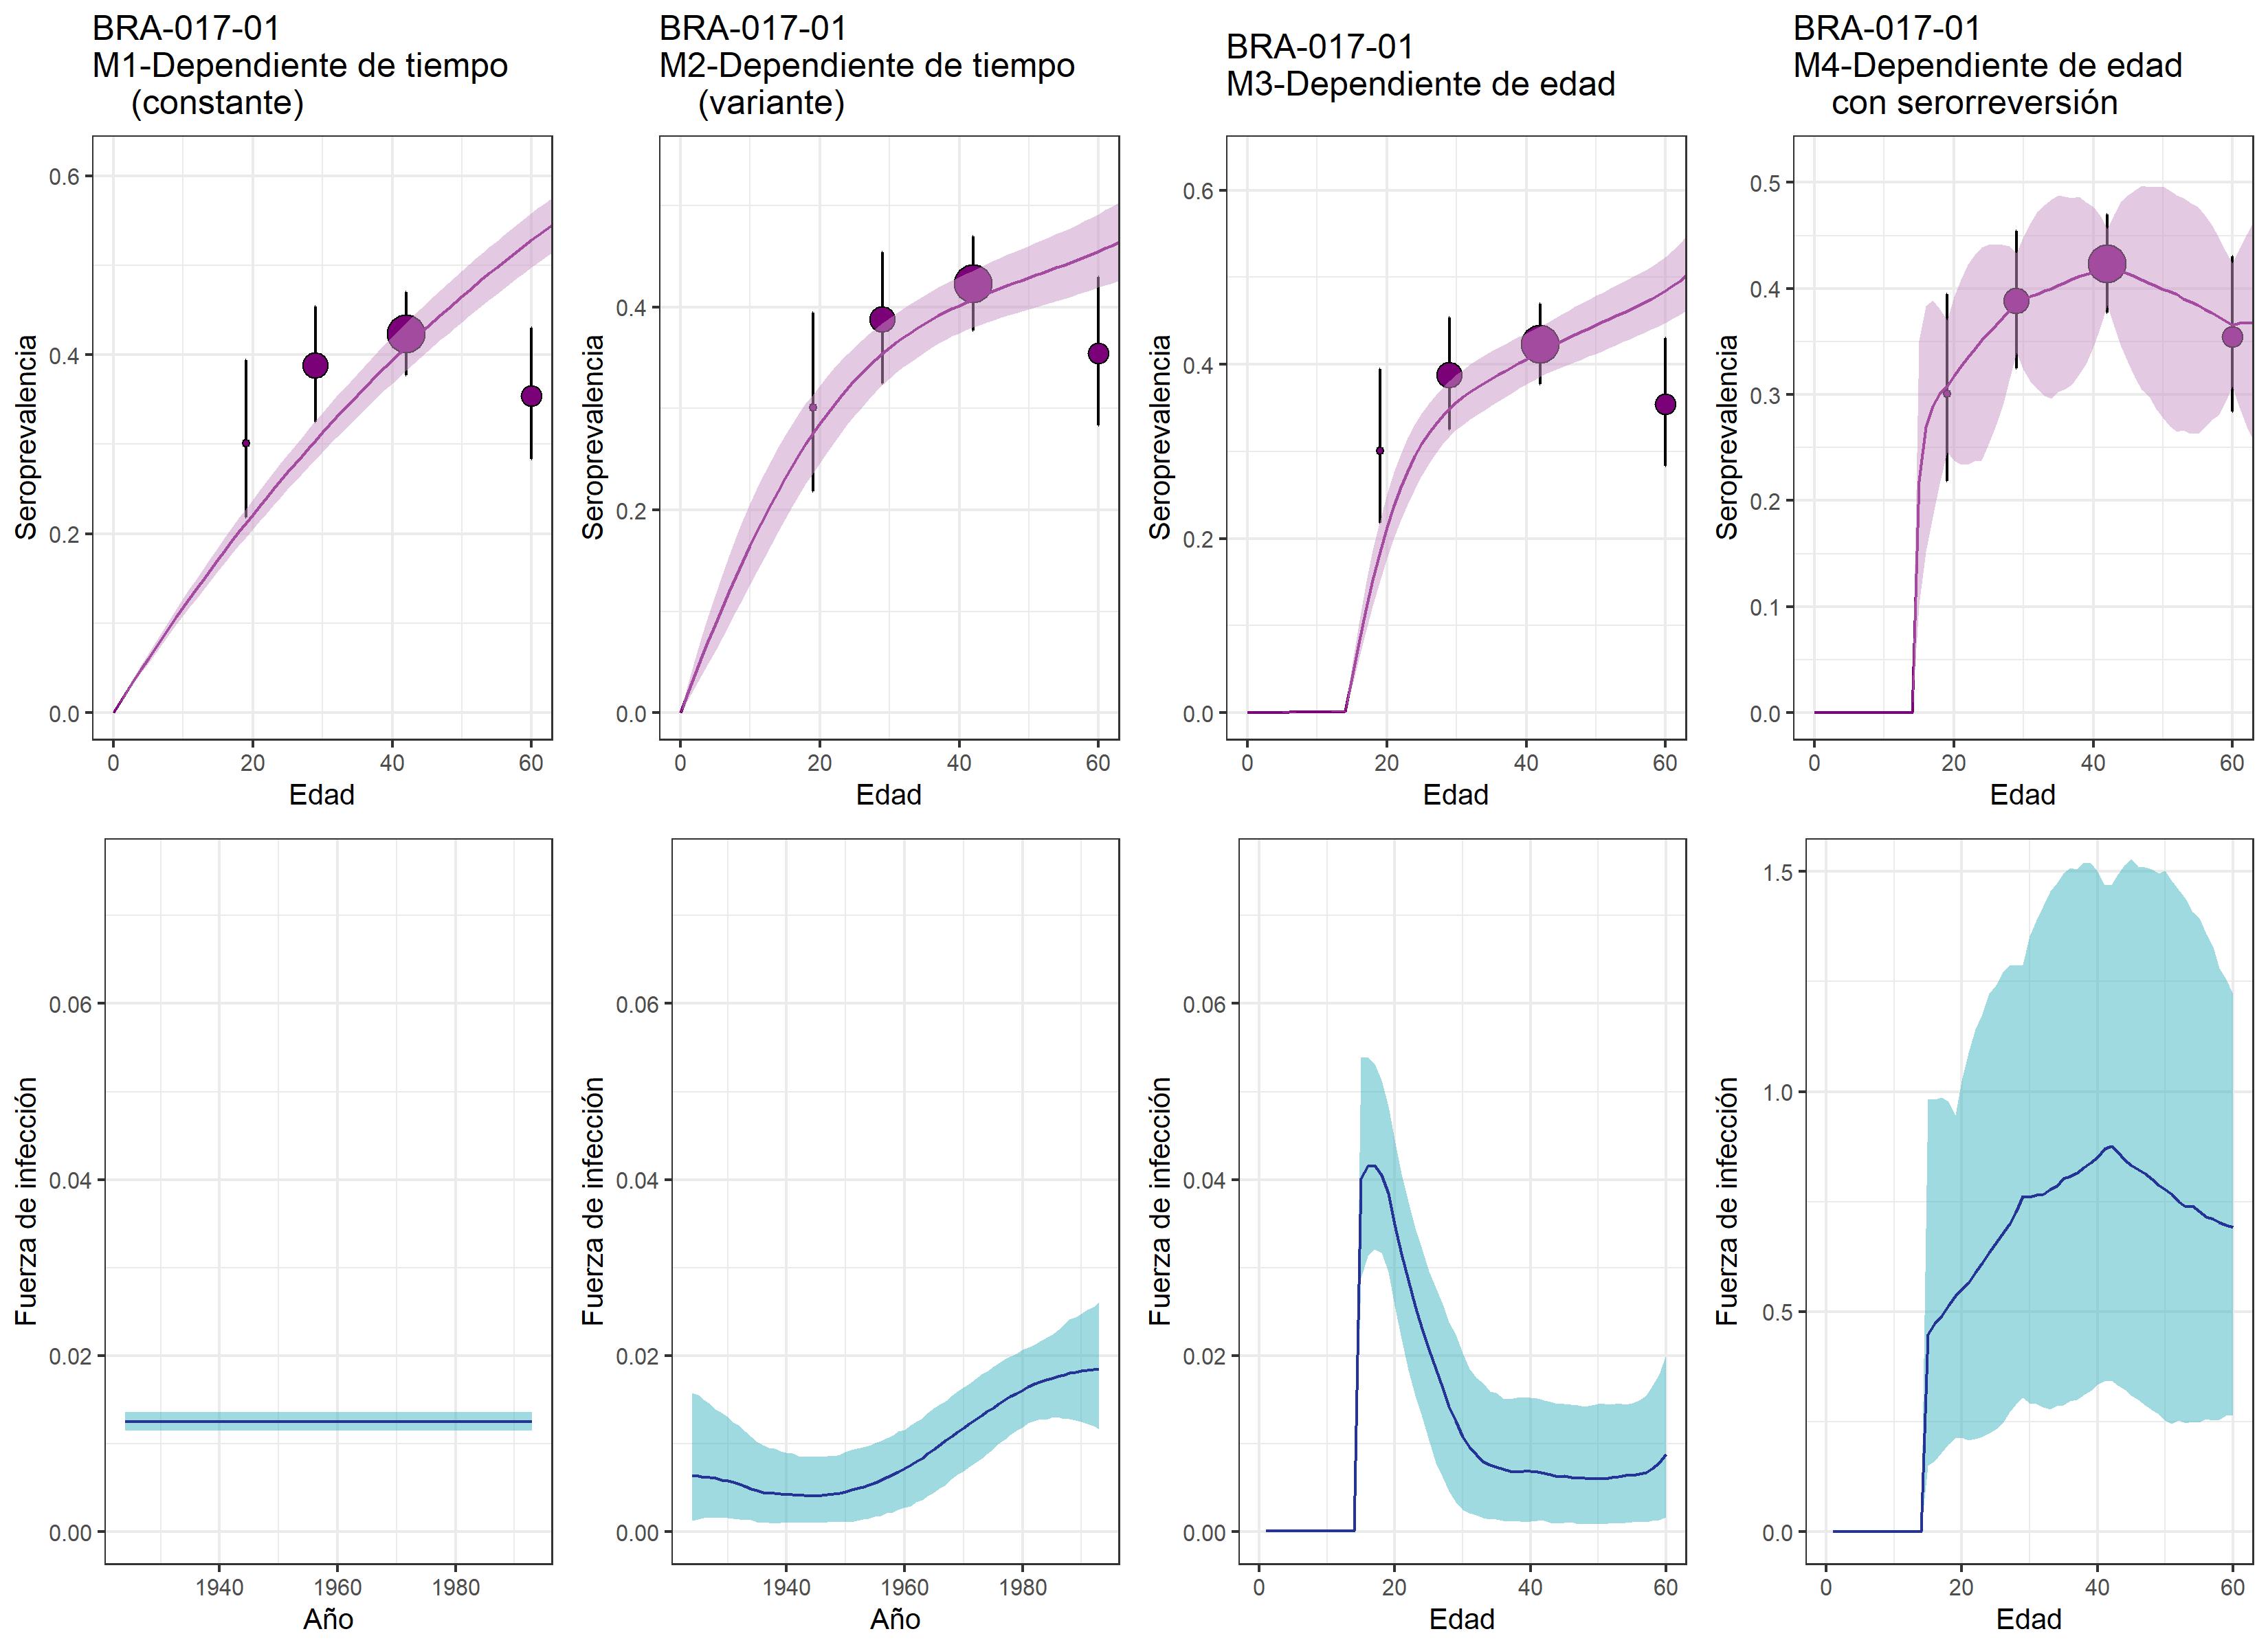 BRA-017-01
M1-Dependiente de tiempo
(constante)
BRA-017-01
M2-Dependiente de tiempo
(variante)
BRA-017-01
M3-Dependiente de edad
BRA-017-01
M4-Dependiente de edad
con serorreversión
Seroprevalencia
0.6
0.4
0.2
0.0
0 20 40 60
Edad
Seroprevalencia
0.4
0.2
0.0
0 20 40 60
Edad
Seroprevalencia
0.6
0.4
0.2
0.0
0 20 40 60
Edad
Seroprevalencia
0.5
0.4
0.3
0.2
0.1
0.0
0 20 40 60
Edad
Fuerza de infección
0.06
0.04
0.02
0.00
1940 1960 1980
Año
Fuerza de infección
0.06
0.04
0.02
0.00
1940 1960 1980
Año
Fuerza de infección
0.06
0.04
0.02
0.00
0 20 40 60
Edad
Fuerza de infección
1.5
1.0
0.5
0.0
0 20 40 60
Edad